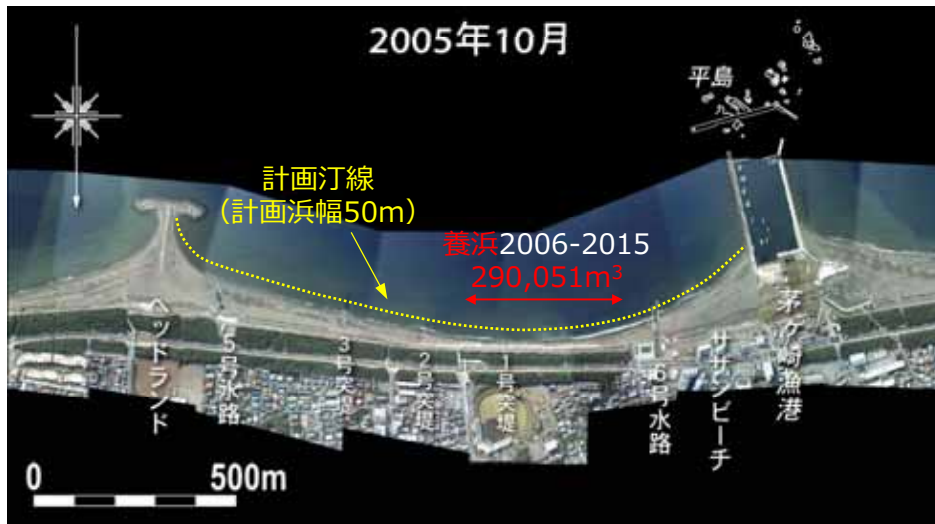 2005年10月
平島
計画汀線
（計画浜幅50m）
養浜2006-2015
290,051m³
ヘッドランド
5号水路
3号突堤
2号突堤
1号突堤
6号水路
サザンビーチ
茅ヶ崎漁港
0
500m